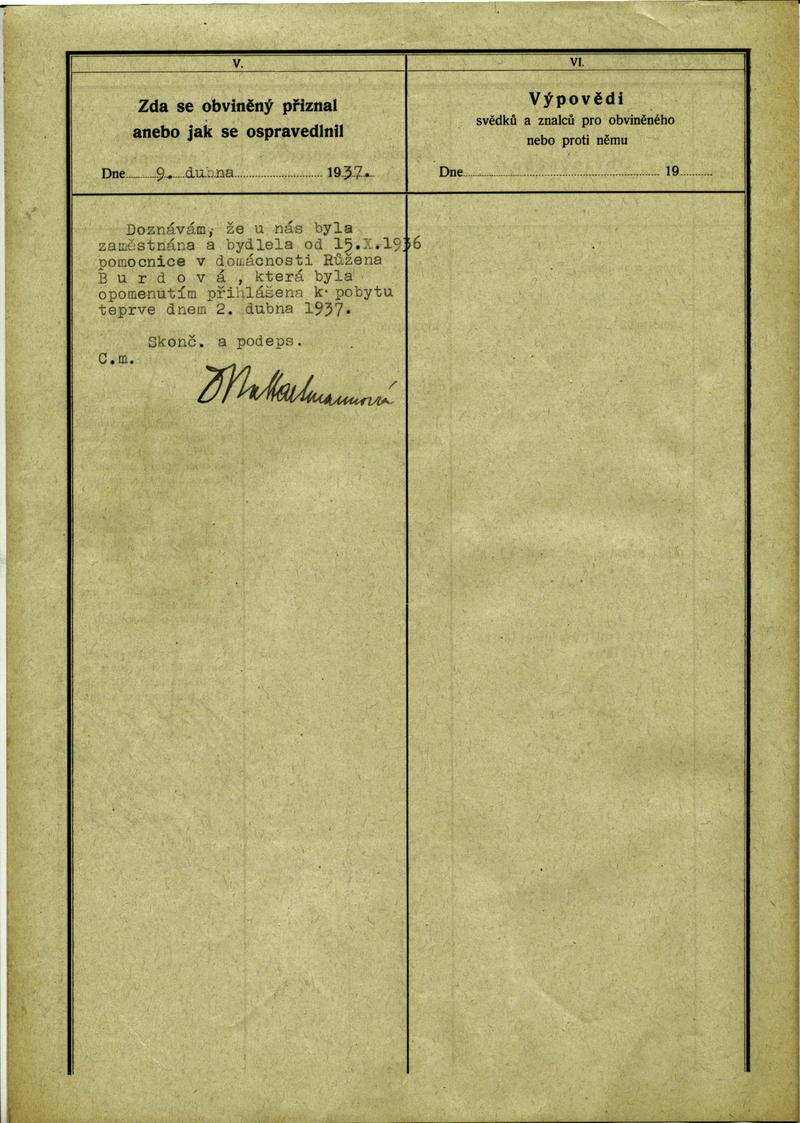 V.
Zda se obviněný přiznal
anebo jak se ospravedlnil
Dne 9. dubna 1937.
VI.
Výpovědi
svědků a znalců pro obviněného
nebo proti němu
Dne 19
Doznávám, že u nás byla
zaměstnána a bydlela od 15.X.1936
pomocnice v domácnosti Růžena
B u r d o v á , která byla
opomenutím přihlášena k pobytu
teprve dnem 2. dubna 1937.
Skonč. a podeps.
C.m.